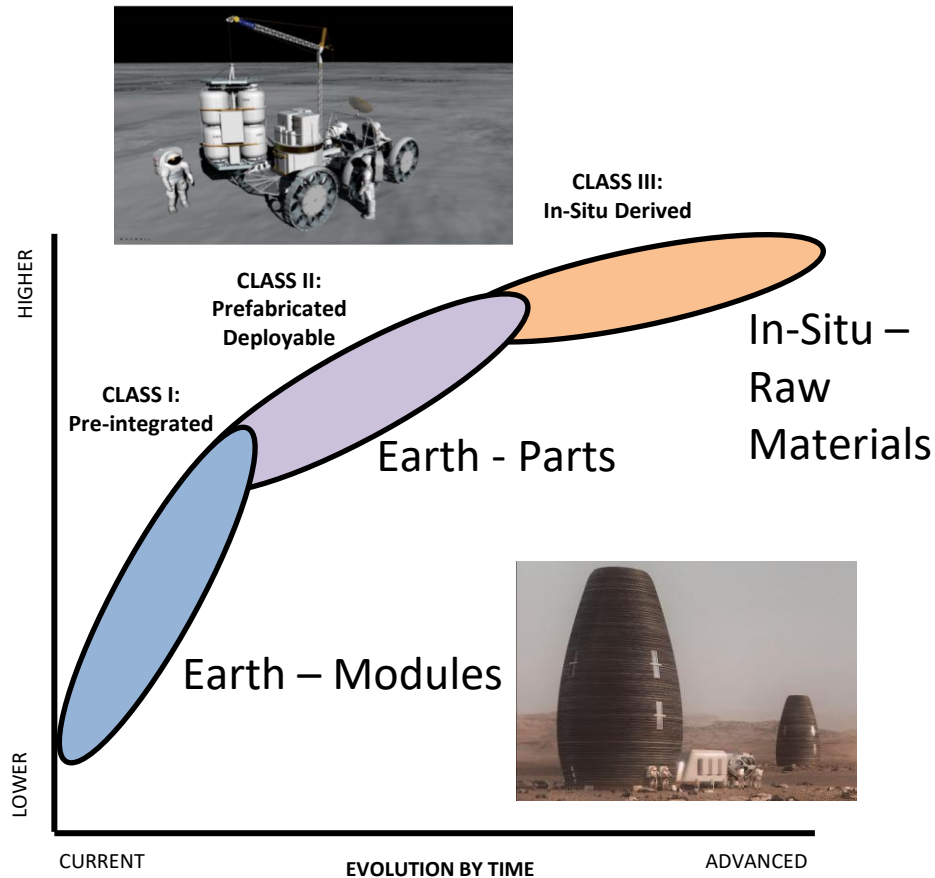 CLASS III:
In-Situ Derived
HIGHER
CLASS II:
Prefabricated
Deployable
In-Situ –
Raw
Materials
CLASS I:
Pre-integrated
Earth - Parts
Earth – Modules
LOWER
CURRENT
EVOLUTION BY TIME
ADVANCED